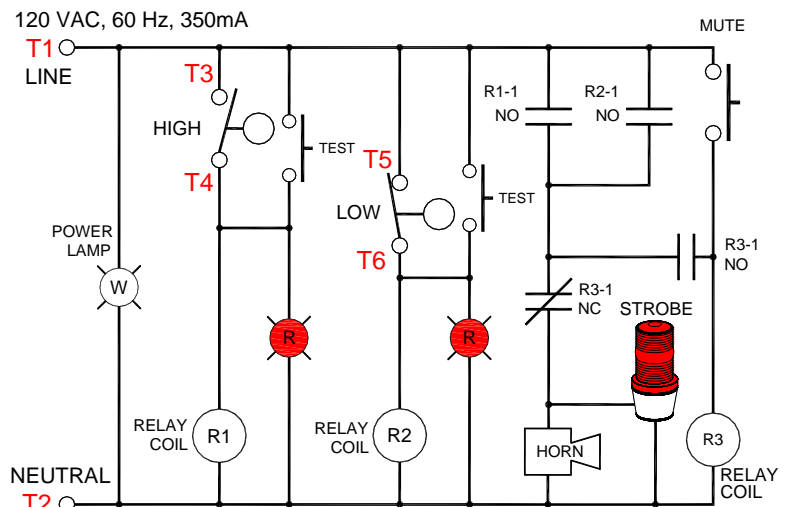 120 VAC, 60 Hz, 350mA
MUTE
T1
LINE
T3
HIGH
TEST
T4
R1-1
NO
R2-1
NO
T5
LOW
TEST
T6
POWER
LAMP
W
R3-1
NO
R3-1
NC
STROBE
R
R
RELAY
COIL
R1
RELAY
COIL
R2
HORN
R3
RELAY
COIL
NEUTRAL
T2